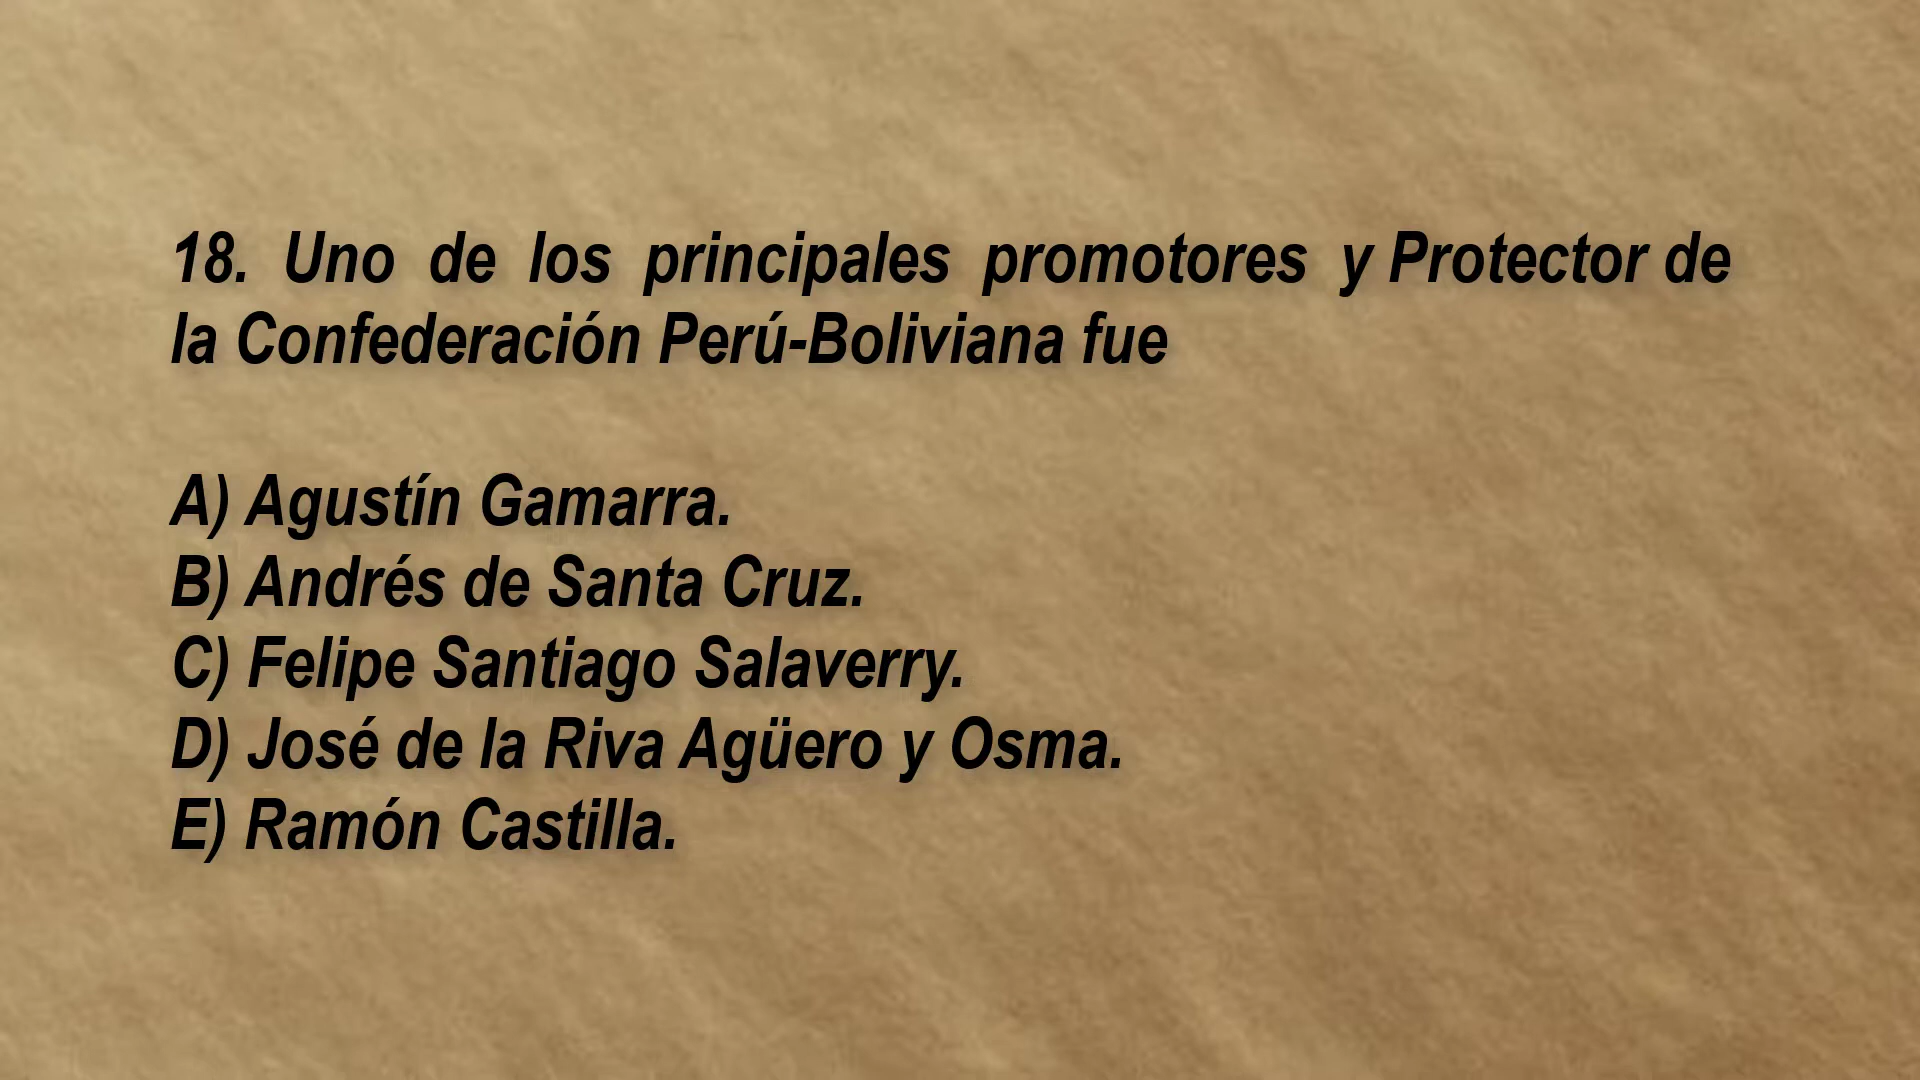 18. Uno de los principales promotores y Protector de
la Confederación Perú-Boliviana fue
A) Agustín Gamarra.
B) Andrés de Santa Cruz.
C) Felipe Santiago Salaverry.
D) José de la Riva Agüero y Osma.
E) Ramón Castilla.